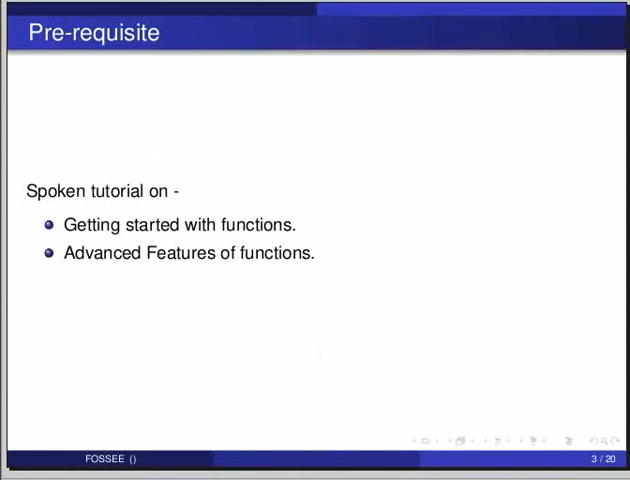 Pre-requisite
Spoken tutorial on -
Getting started with functions.
Advanced Features of functions.
FOSSEE ()
3 / 20